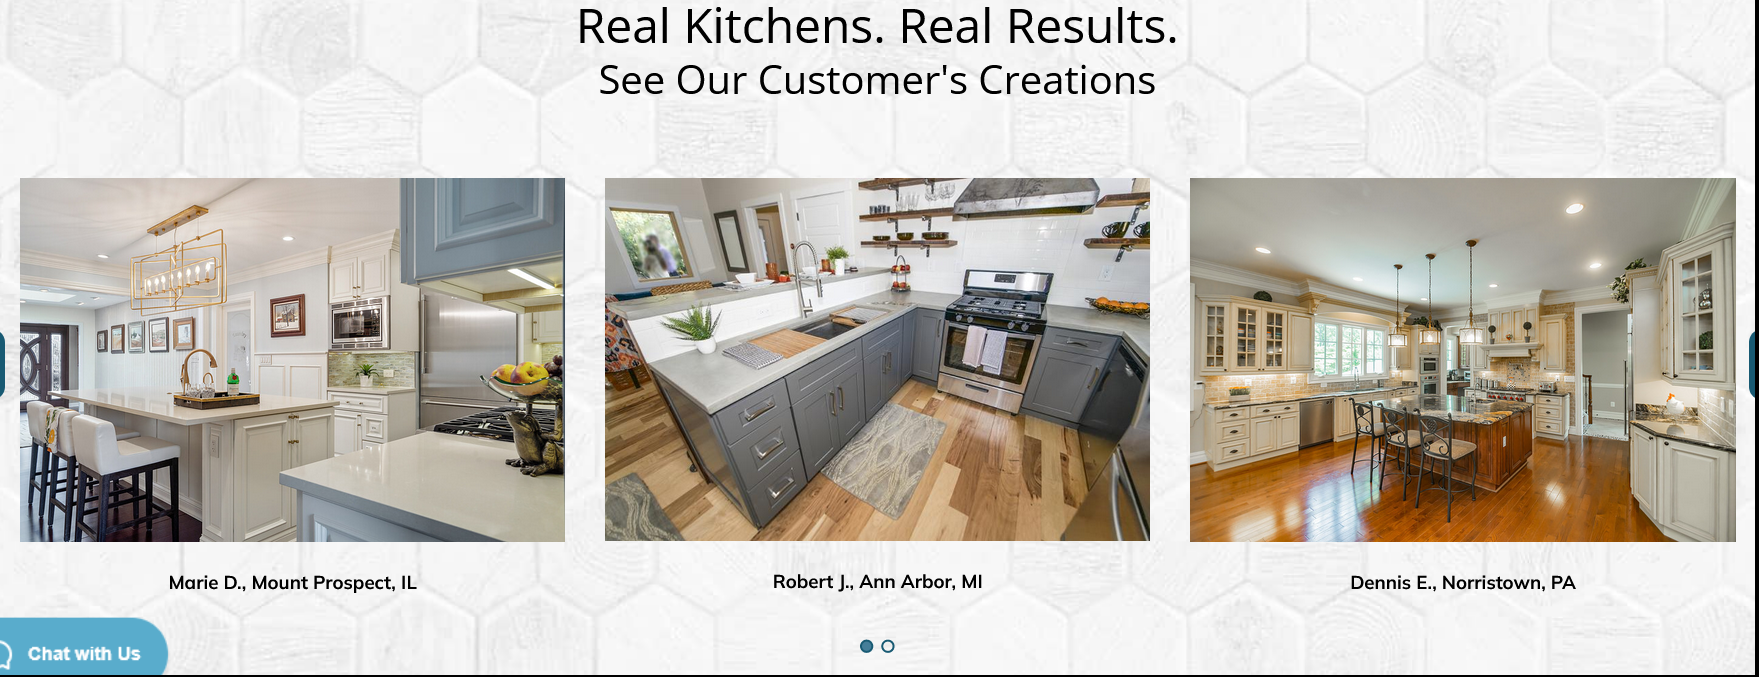 Real Kitchens. Real Results.
See Our Customer's Creations
Marie D., Mount Prospect, IL
Robert J., Ann Arbor, MI
Dennis E., Norristown, PA
Chat with Us